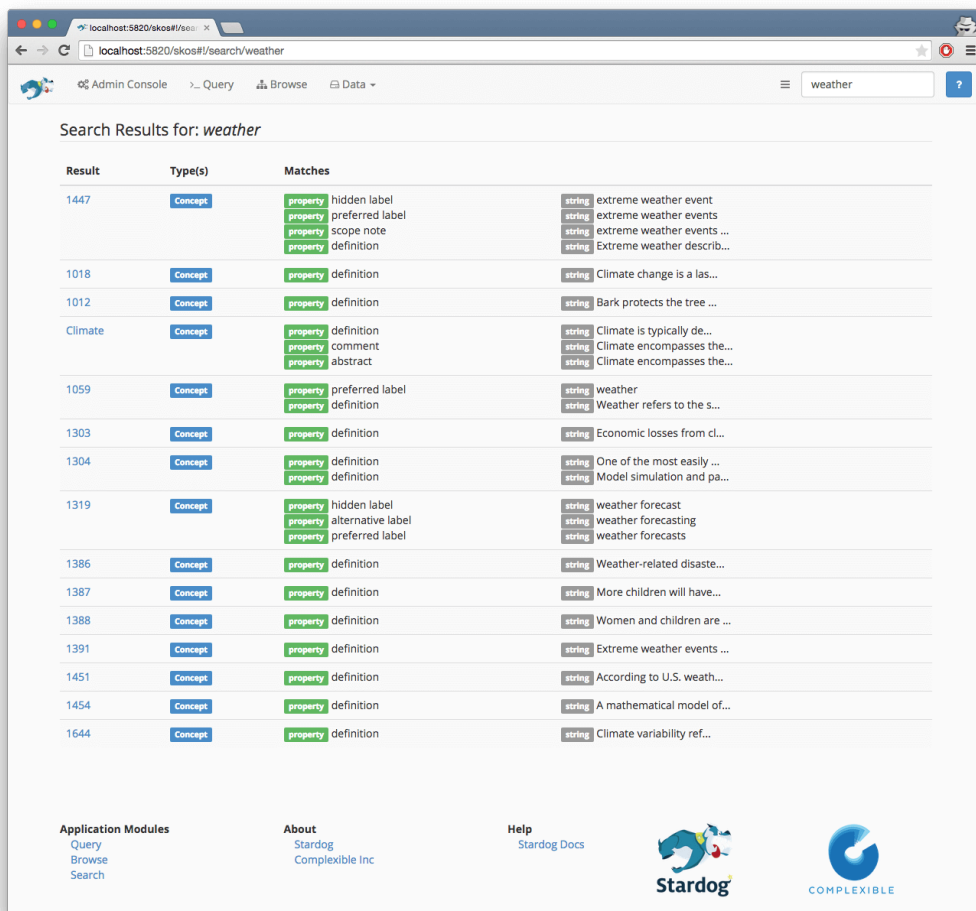 localhost:5820/skos#!/sear
localhost:5820/skos#!/search/weather
Admin Console >_ Query Browse Data weather ?
Search Results for: weather
Result Type(s) Matches
1447 Concept property hidden label string extreme weather event
property preferred label string extreme weather events
property scope note string extreme weather events ...
property definition string Extreme weather describ...
1018 Concept property definition string Climate change is a las...
1012 Concept property definition string Bark protects the tree ...
Climate Concept property definition string Climate is typically de...
property comment string Climate encompasses the...
property abstract string Climate encompasses the...
1059 Concept property preferred label string weather
property definition string Weather refers to the s...
1303 Concept property definition string Economic losses from cl...
1304 Concept property definition string One of the most easily ...
property definition string Model simulation and pa...
1319 Concept property hidden label string weather forecast
property alternative label string weather forecasting
property preferred label string weather forecasts
1386 Concept property definition string Weather-related disaste...
1387 Concept property definition string More children will have...
1388 Concept property definition string Women and children are ...
1391 Concept property definition string Extreme weather events ...
1451 Concept property definition string According to U.S. weath...
1454 Concept property definition string A mathematical model of...
1644 Concept property definition string Climate variability ref...
Application Modules About Help
Query Stardog Stardog Docs
Browse Complexible Inc
Search
Stardog
COMPLEXIBLE